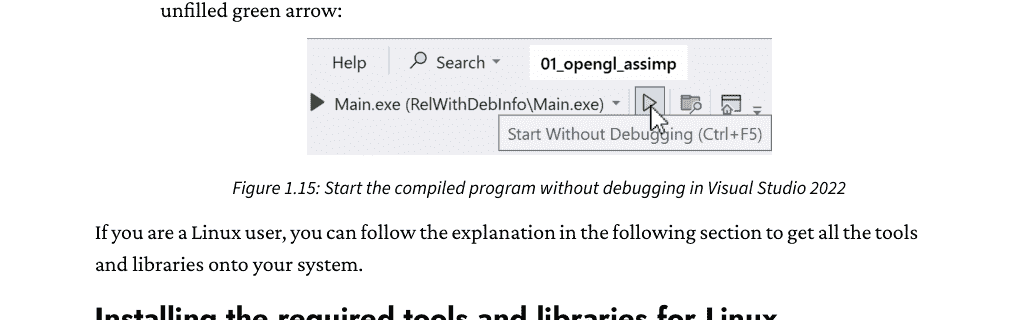 unfilled green arrow:
Help Search 01_opengl_assimp
Main.exe (RelWithDebInfo\Main.exe)
Start Without Debugging (Ctrl+F5)
Figure 1.15: Start the compiled program without debugging in Visual Studio 2022
If you are a Linux user, you can follow the explanation in the following section to get all the tools
and libraries onto your system.
Installing the required tools and libraries for Linux